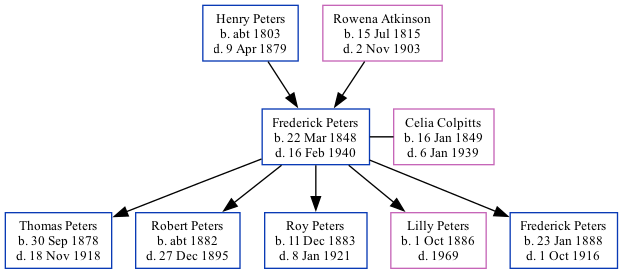 Henry Peters
b. abt 1803
d. 9 Apr 1879
Rowena Atkinson
b. 15 Jul 1815
d. 2 Nov 1903
Frederick Peters
b. 22 Mar 1848
d. 16 Feb 1940
Celia Colpitts
b. 16 Jan 1849
d. 6 Jan 1939
Thomas Peters
b. 30 Sep 1878
d. 18 Nov 1918
Robert Peters
b. abt 1882
d. 27 Dec 1895
Roy Peters
b. 11 Dec 1883
d. 8 Jan 1921
Lilly Peters
b. 1 Oct 1886
d. 1969
Frederick Peters
b. 23 Jan 1888
d. 1 Oct 1916